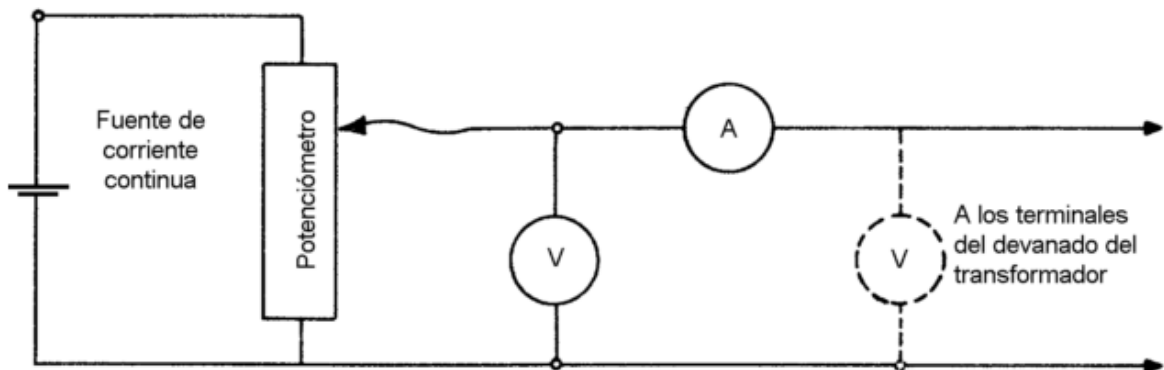 Fuente de
corriente
continua
Potenciómetro
A
V
V
A los terminales
del devanado del
transformador